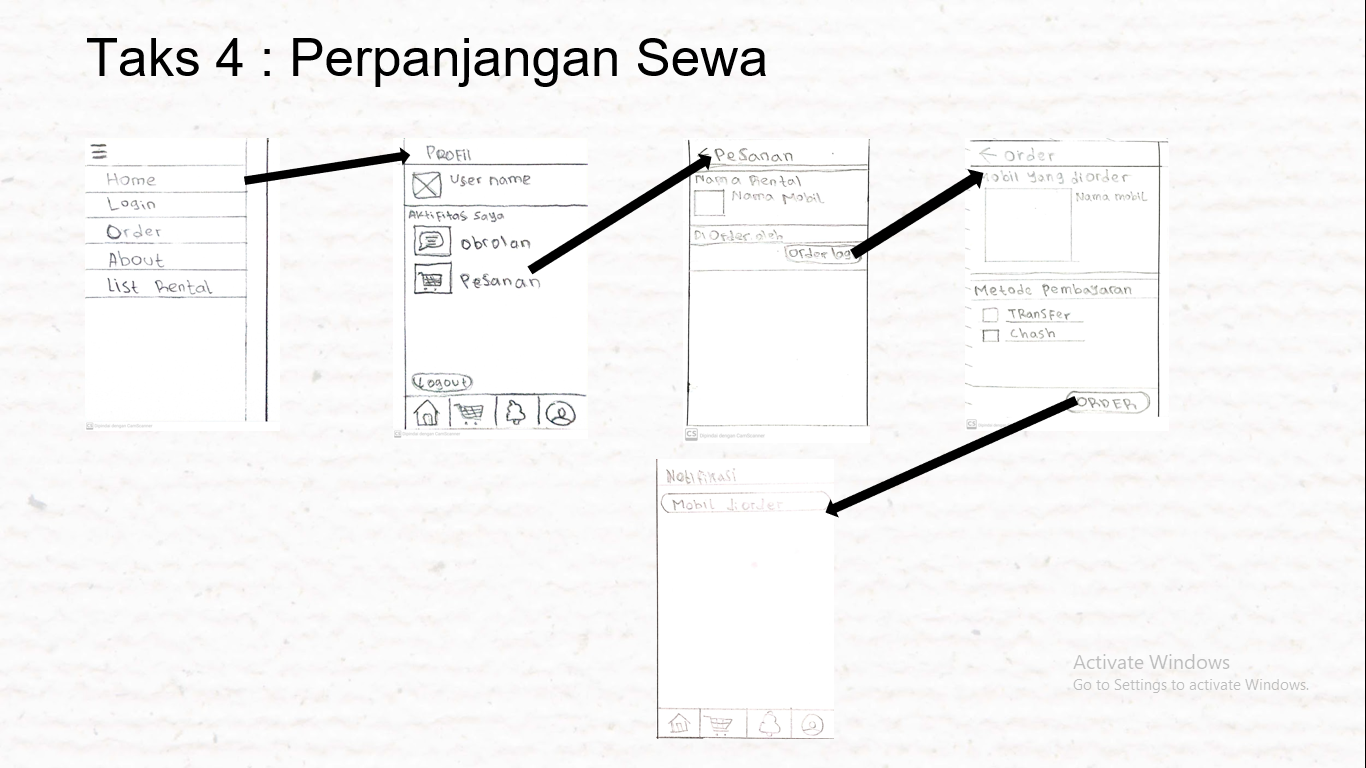 Taks 4 : Perpanjangan Sewa
Home
Login
Order
About
List Rental
PROFIL
User name
Aktifitas Saya
Obrolan
Pesanan
Logout
Pesanan
Nama Rental
Nama Mobil
Di Order oleh
Order lagi
Order
Mobil yang diorder
Nama mobil
Metode Pembayaran
TRansfer
Chash
ORDER
Notifikasi
Mobil diorder
CS
CS
Activate Windows
Go to Settings to activate Windows.